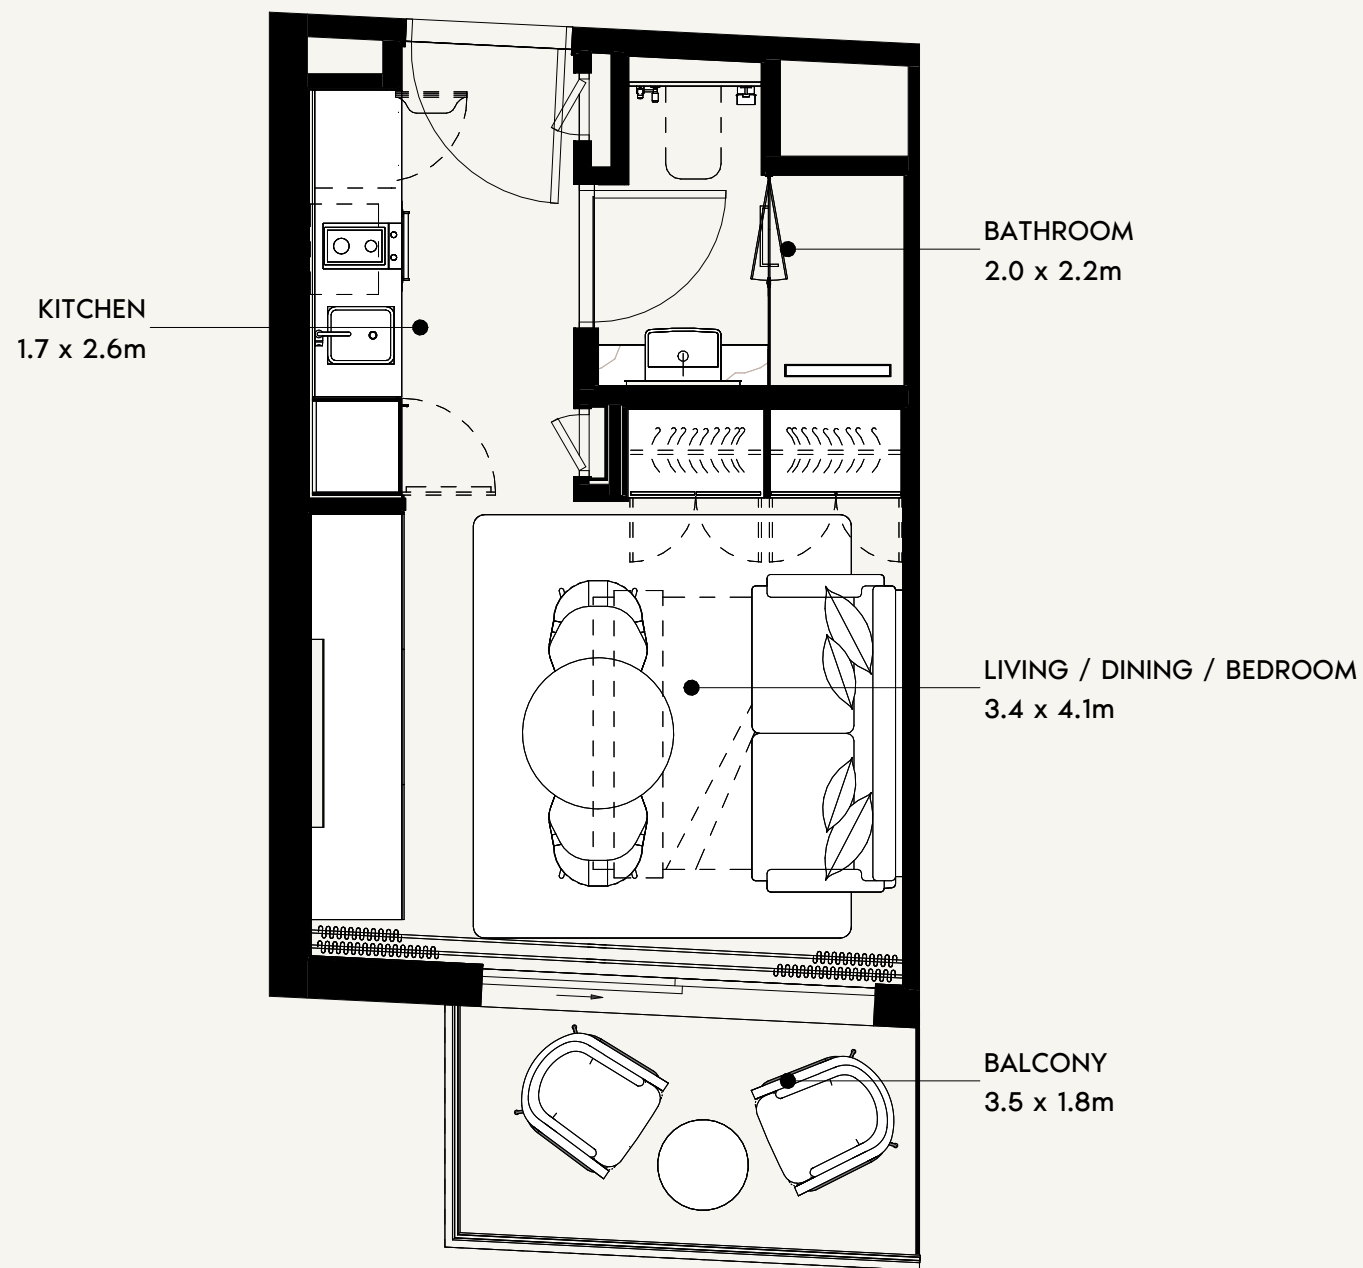 BATHROOM
2.0 x 2.2m
KITCHEN
1.7 x 2.6m
LIVING / DINING / BEDROOM
3.4 x 4.1m
BALCONY
3.5 x 1.8m